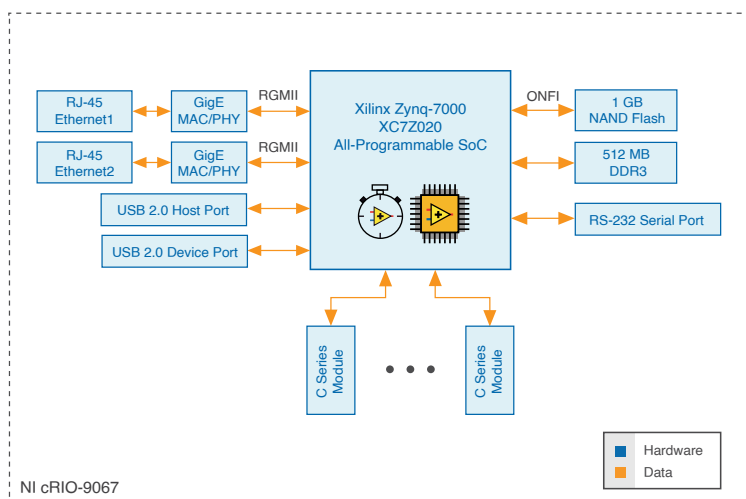 RJ-45
Ethernet1
GigE
MAC/PHY
RGMII
RJ-45
Ethernet2
GigE
MAC/PHY
RGMII
USB 2.0 Host Port
USB 2.0 Device Port
Xilinx Zynq-7000
XC7Z020
All-Programmable SoC
ONFI
1 GB
NAND Flash
512 MB
DDR3
RS-232 Serial Port
C Series
Module
C Series
Module
Hardware
Data
NI cRIO-9067